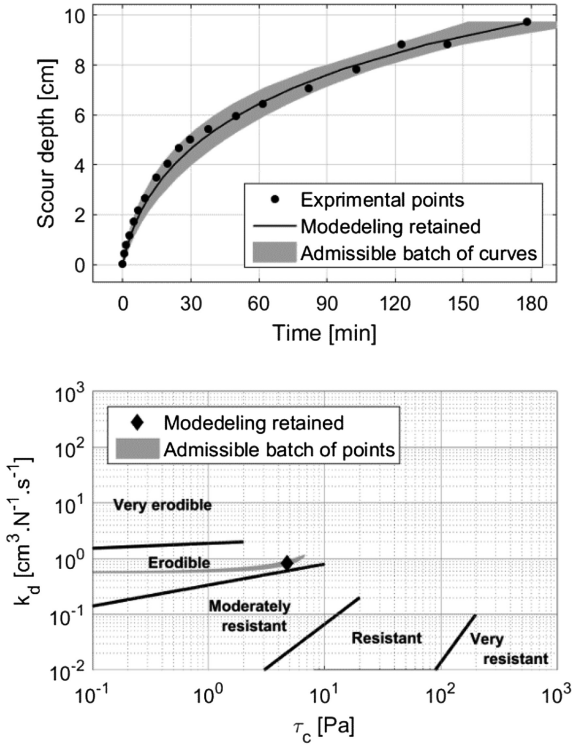 10
8
6
4
2
0
Scour depth [cm]
Exprimental points
Modedeling retained
Admissible batch of curves
0 30 60 90 120 150 180
Time [min]
10³
10²
10¹
10⁰
10⁻¹
10⁻²
k_d [cm³.N⁻¹.s⁻¹]
Modedeling retained
Admissible batch of points
Very erodible
Erodible
Moderately
resistant
Resistant
Very
resistant
10⁻¹ 10⁰ 10¹ 10² 10³
τ_c [Pa]